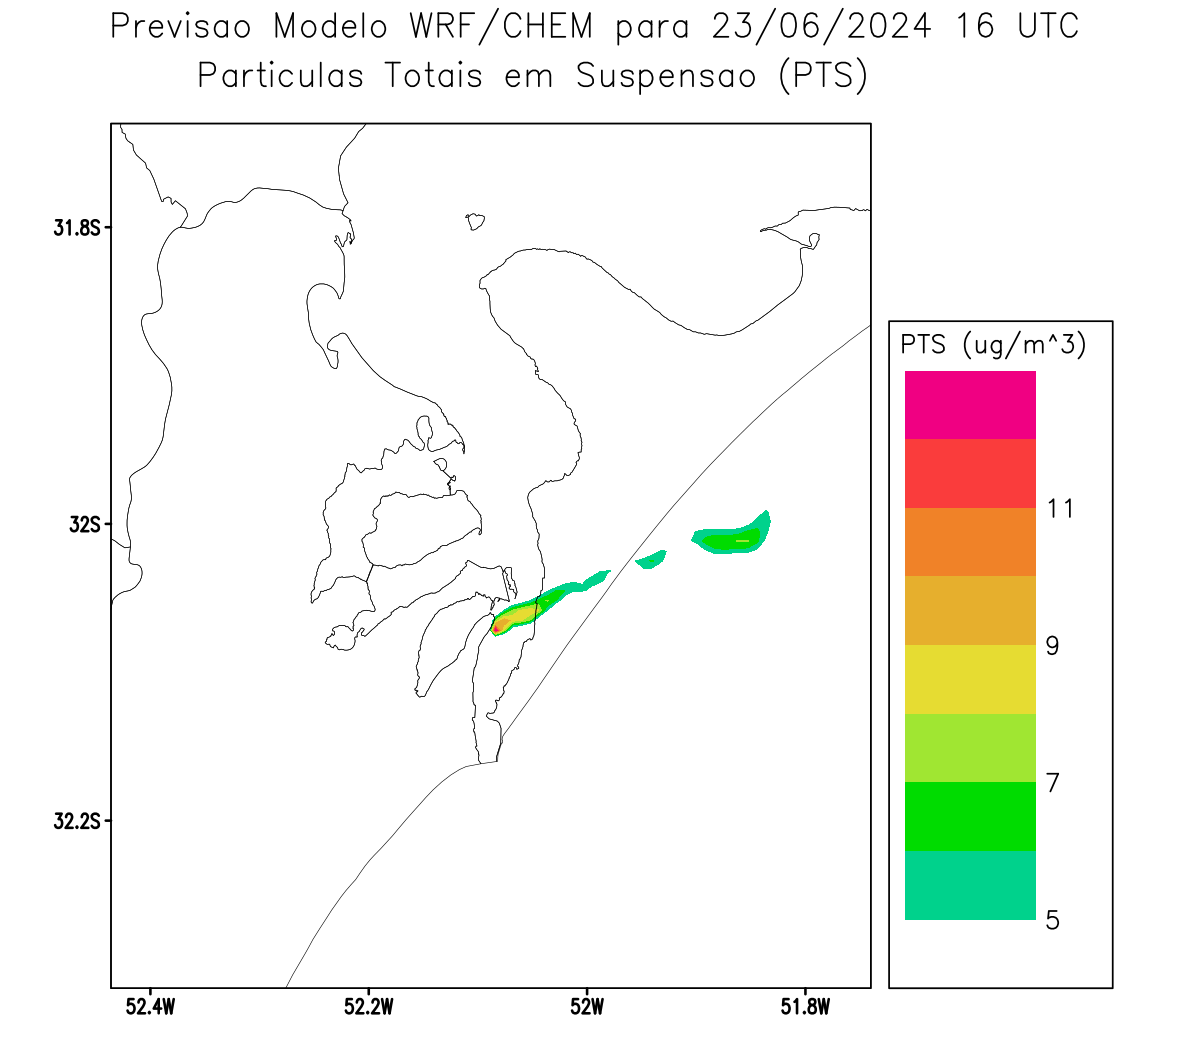 Previsao Modelo WRF/CHEM para 23/06/2024 16 UTC
Particulas Totais em Suspensao (PTS)
31.8S
32S
32.2S
52.4W
52.2W
52W
51.8W
PTS (ug/m^3)
11
9
7
5